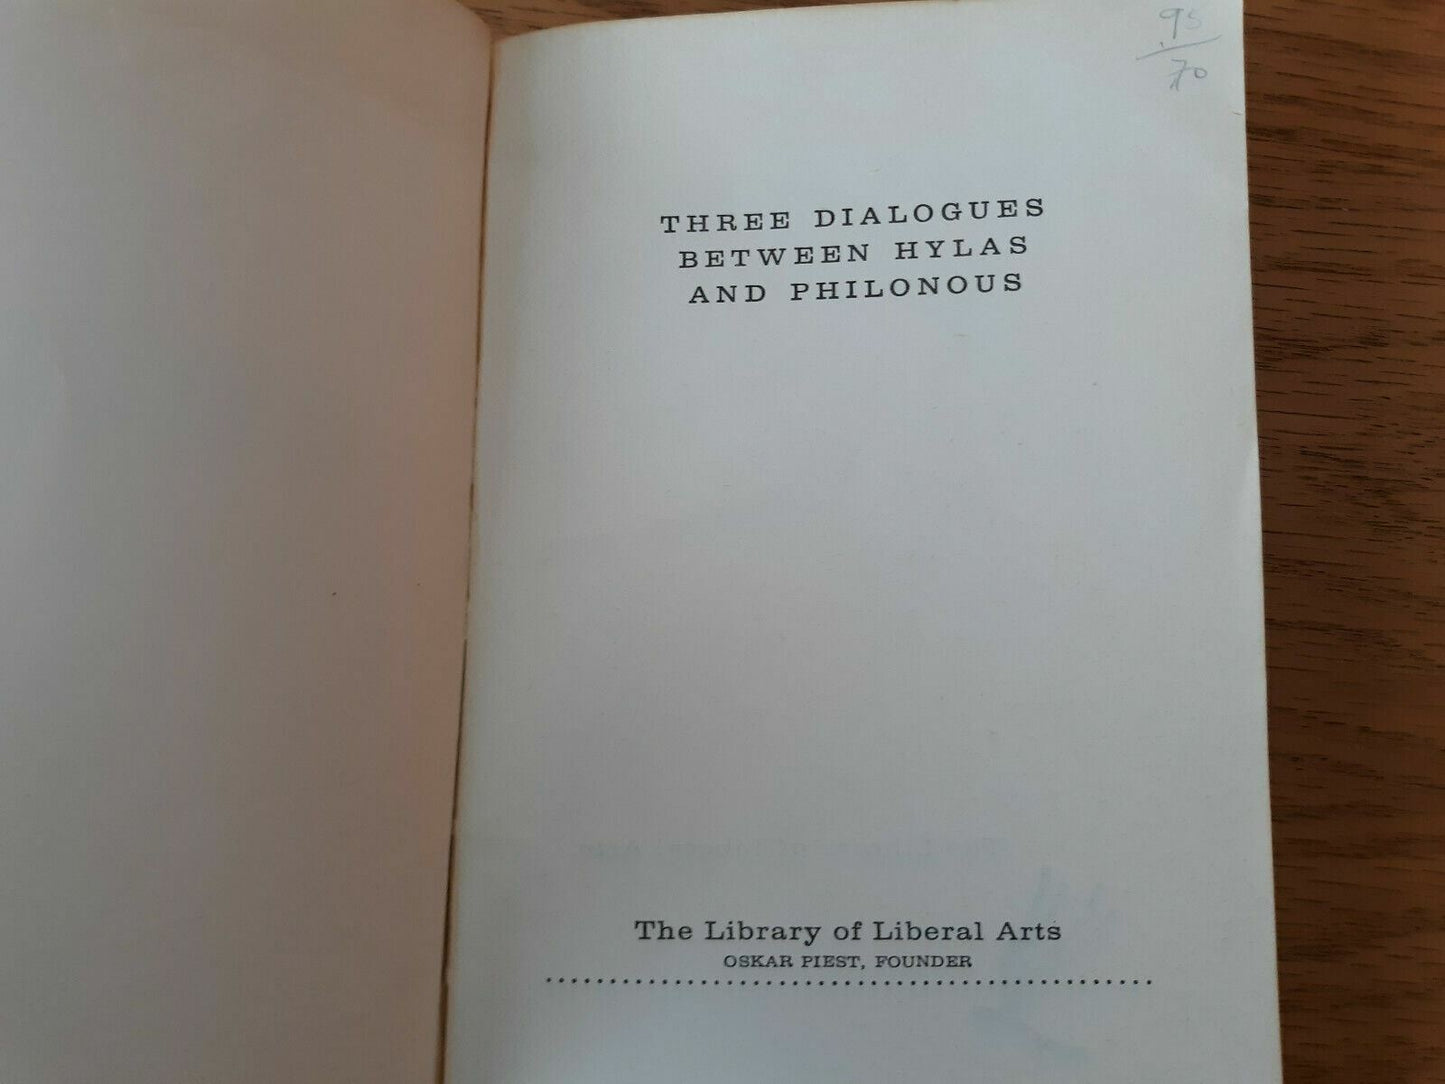 .95
70
THREE DIALOGUES
BETWEEN HYLAS
AND PHILONOUS
The Library of Liberal Arts
OSKAR PIEST, FOUNDER